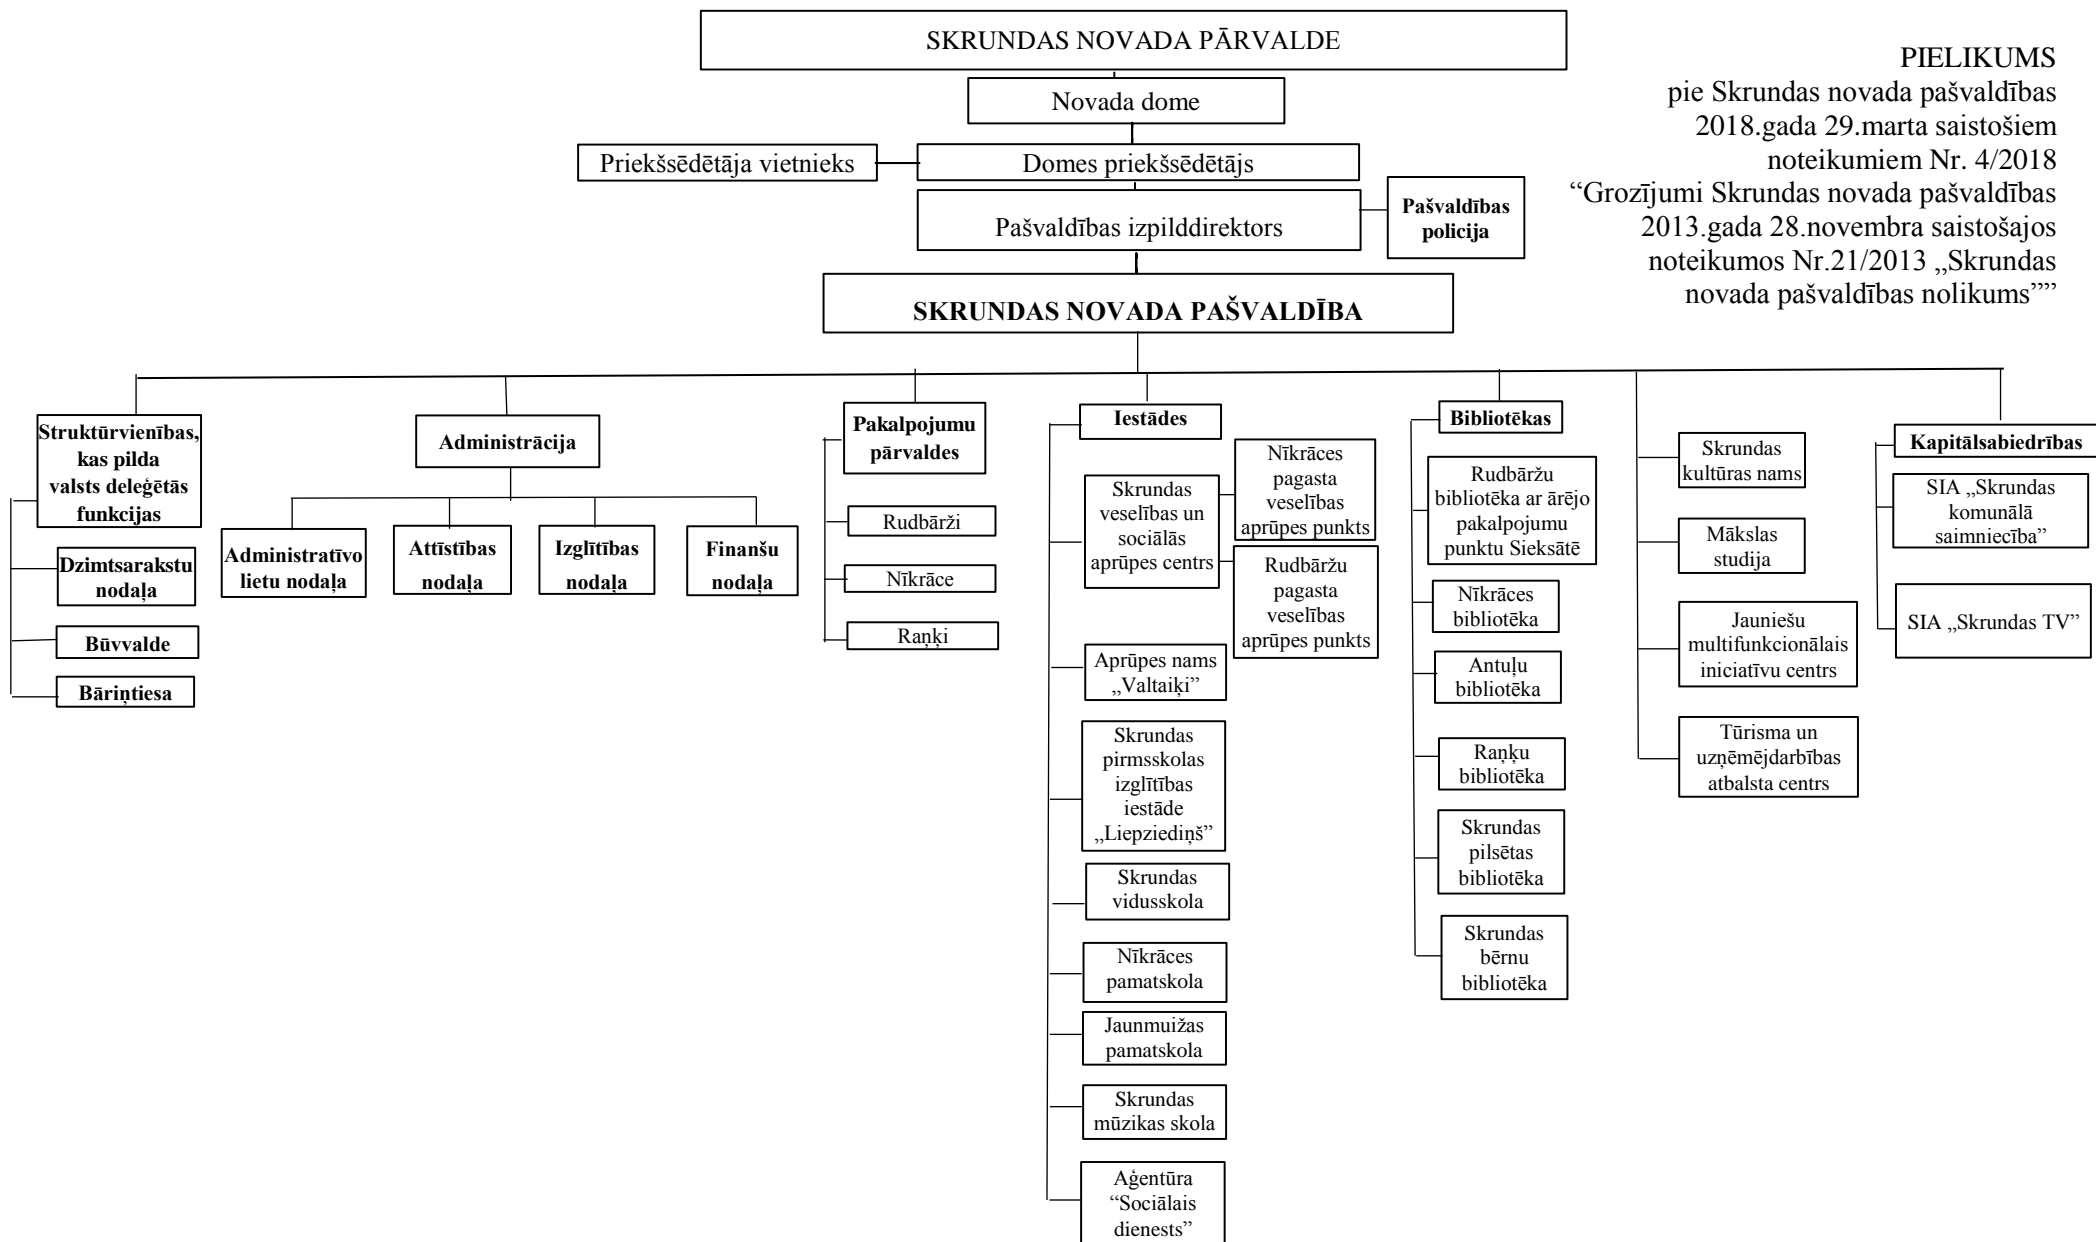 SKRUNDAS NOVADA PĀRVALDE
PIELIKUMS
pie Skrundas novada pašvaldības
2018.gada 29.marta saistošiem
noteikumiem Nr. 4/2018
“Grozījumi Skrundas novada pašvaldības
2013.gada 28.novembra saistošajos
noteikumos Nr.21/2013 „Skrundas
novada pašvaldības nolikums””
Novada dome
Priekšsēdētāja vietnieks
Domes priekšsēdētājs
Pašvaldības izpilddirektors
Pašvaldības
policija
SKRUNDAS NOVADA PAŠVALDĪBA
Struktūrvienības,
kas pilda
valsts deleģētās
funkcijas
Dzimtsarakstu
nodaļa
Būvvalde
Bāriņtiesa
Administrācija
Administratīvo
lietu nodaļa
Attīstības
nodaļa
Izglītības
nodaļa
Finanšu
nodaļa
Pakalpojumu
pārvaldes
Rudbārži
Nīkrāce
Raņķi
Iestādes
Skrundas
veselības un
sociālās
aprūpes centrs
Nīkrāces
pagasta
veselības
aprūpes punkts
Rudbāržu
pagasta
veselības
aprūpes punkts
Aprūpes nams
„Valtaiķi”
Skrundas
pirmsskolas
izglītības
iestāde
„Liepziediņš”
Skrundas
vidusskola
Nīkrāces
pamatskola
Jaunmuižas
pamatskola
Skrundas
mūzikas skola
Aģentūra
“Sociālais
dienests”
Bibliotēkas
Rudbāržu
bibliotēka ar ārējo
pakalpojumu
punktu Sieksātē
Nīkrāces
bibliotēka
Antuļu
bibliotēka
Raņķu
bibliotēka
Skrundas
pilsētas
bibliotēka
Skrundas
bērnu
bibliotēka
Skrundas
kultūras nams
Mākslas
studija
Jauniešu
multifunkcionālais
iniciatīvu centrs
Tūrisma un
uzņēmējdarbības
atbalsta centrs
Kapitālsabiedrības
SIA „Skrundas
komunālā
saimniecība”
SIA „Skrundas TV”